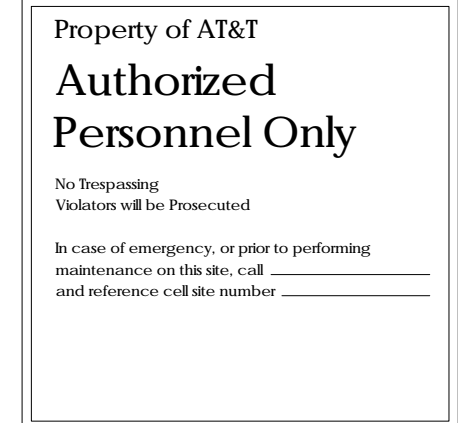 Property of AT&T
Authorized
Personnel Only
No Trespassing
Violators will be Prosecuted
In case of emergency, or prior to performing
maintenance on this site, call
and reference cell site number